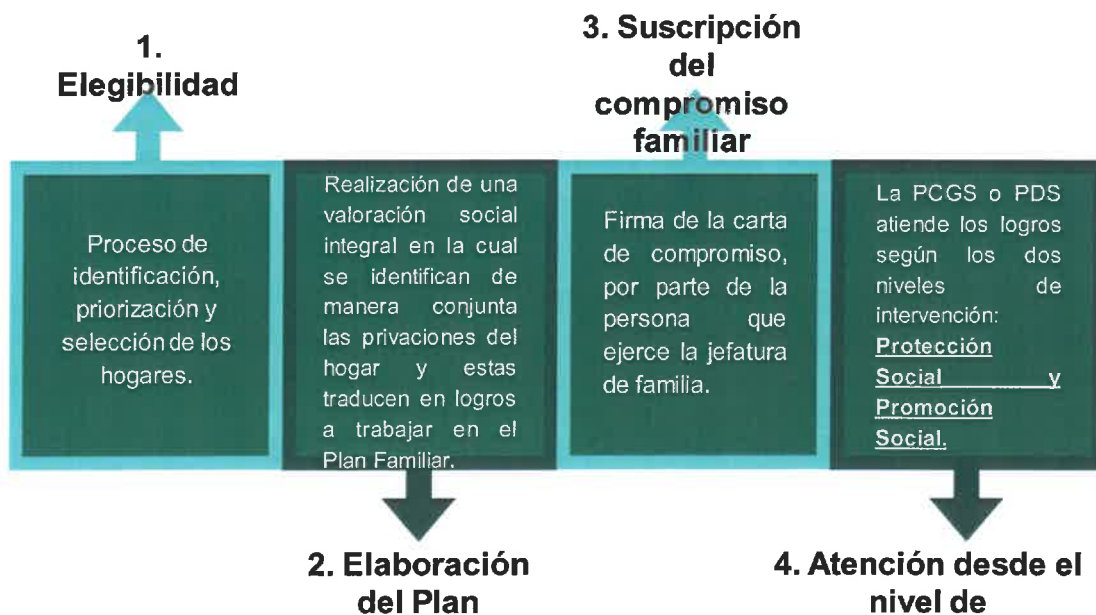 1.
Elegibilidad
Proceso de
identificación,
priorización y
selección de los
hogares.
Realización de una
valoración social
integral en la cual
se identifican de
manera conjunta
las privaciones del
hogar y estas
traducen en logros
a trabajar en el
Plan Familiar.
2. Elaboración
del Plan
3. Suscripción
del
compromiso
familiar
Firma de la carta
de compromiso,
por parte de la
persona que
ejerce la jefatura
de familia.
La PCGS o PDS
atiende los logros
según los dos
niveles de
intervención:
Protección
Social y
Promoción
Social.
4. Atención desde el
nivel de